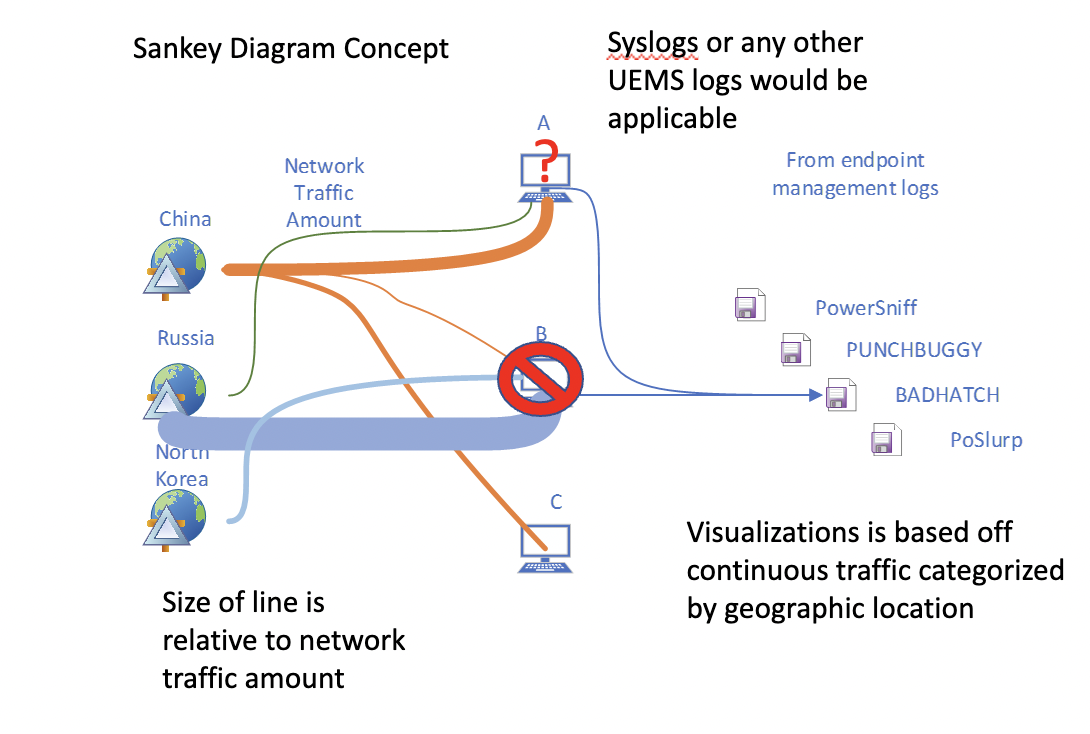 Sankey Diagram Concept
Syslogs or any other
UEMS logs would be
applicable
A
?
Network
Traffic
Amount
From endpoint
management logs
China
PowerSniff
Russia
B
PUNCHBUGGY
BADHATCH
North
Korea
PoSlurp
C
Visualizations is based off
continuous traffic categorized
by geographic location
Size of line is
relative to network
traffic amount